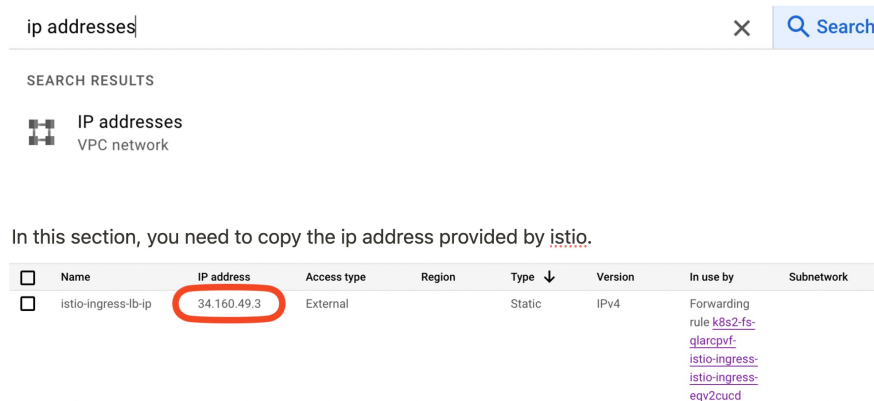 ip addresses
Search
SEARCH RESULTS
IP addresses
VPC network
In this section, you need to copy the ip address provided by istio.
Name IP address Access type Region Type Version In use by Subnetwork
istio-ingress-lb-ip 34.160.49.3 External Static IPv4 Forwarding
rule k8s2-fs-
qlarcpvf-
istio-ingress-
istio-ingress-
eqv2cucd